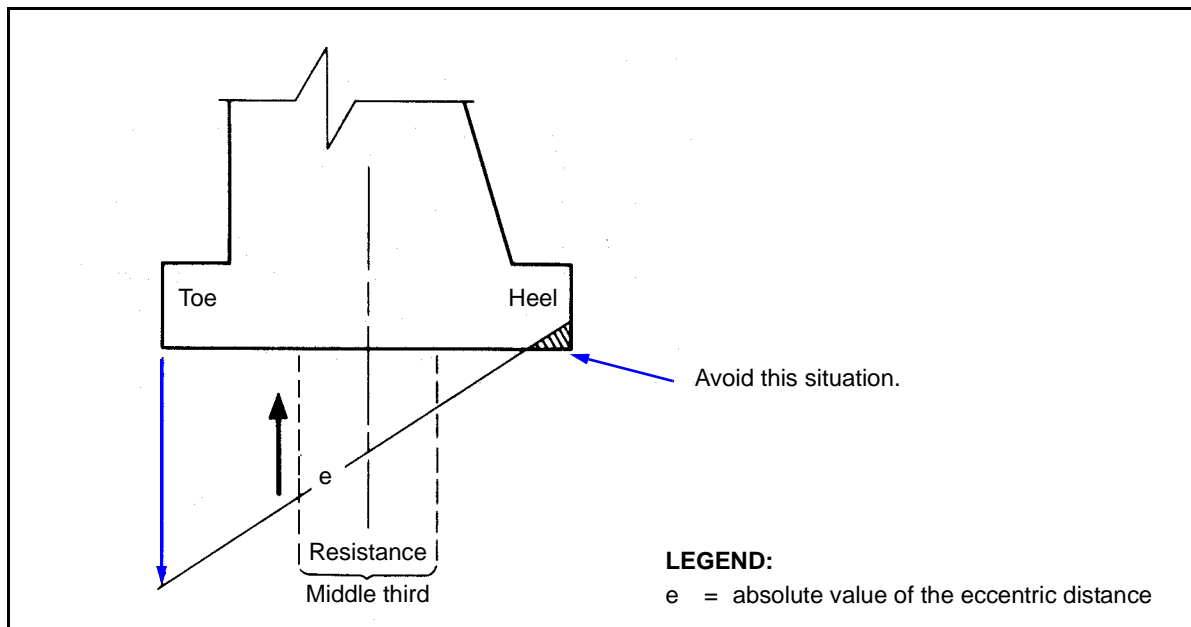 Toe
Heel
Avoid this situation.
e
Resistance
Middle third
LEGEND:
e = absolute value of the eccentric distance